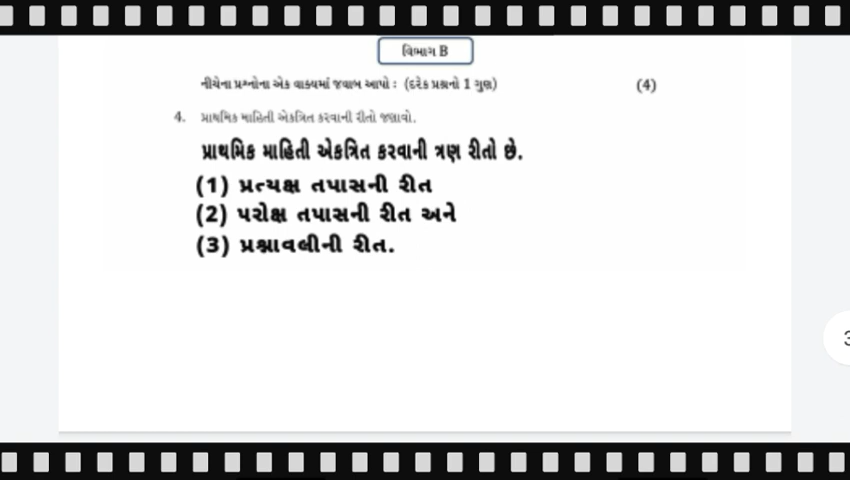 વિભાગ B
નીચેના પ્રશ્નોના એક વાક્યમાં જવાબ આપો : (દરેક પ્રશ્નનો 1 ગુણ) (4)
4. પ્રાથમિક માહિતી એકત્રિત કરવાની રીતો જણાવો.
પ્રાથમિક માહિતી એકત્રિત કરવાની ત્રણ રીતો છે.
(1) પ્રત્યક્ષ તપાસની રીત
(2) પરોક્ષ તપાસની રીત અને
(3) પ્રશ્નાવલીની રીત.